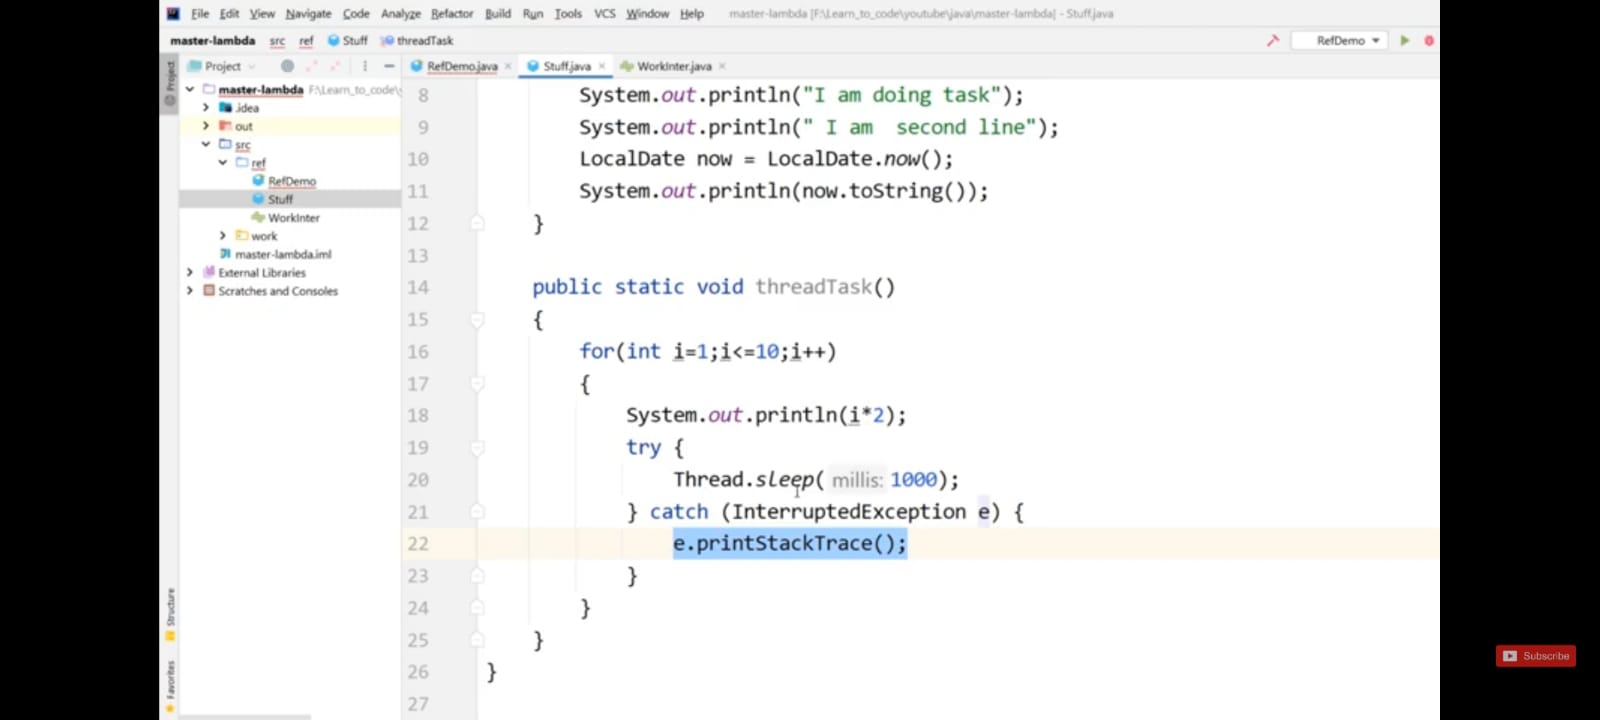 File Edit View Navigate Code Analyze Refactor Build Run Tools VCS Window Help master-lambda [F:\Learn_to_code\youtube\java\master-lambda] - Stuff.java
master-lambda src ref Stuff threadTask RefDemo
Project Project RefDemo.java Stuff.java WorkInter.java
master-lambda F:\Learn_to_code\
.idea
out
src
ref
RefDemo
Stuff
WorkInter
work
master-lambda.iml
External Libraries
Scratches and Consoles
Structure
Favorites
8 System.out.println("I am doing task");
9 System.out.println(" I am  second line");
10 LocalDate now = LocalDate.now();
11 System.out.println(now.toString());
12 }
13
14 public static void threadTask()
15 {
16 for(int i=1;i<=10;i++)
17 {
18 System.out.println(i*2);
19 try {
20 Thread.sleep( millis: 1000);
21 } catch (InterruptedException e) {
22 e.printStackTrace();
23 }
24 }
25 }
26 }
27
Subscribe